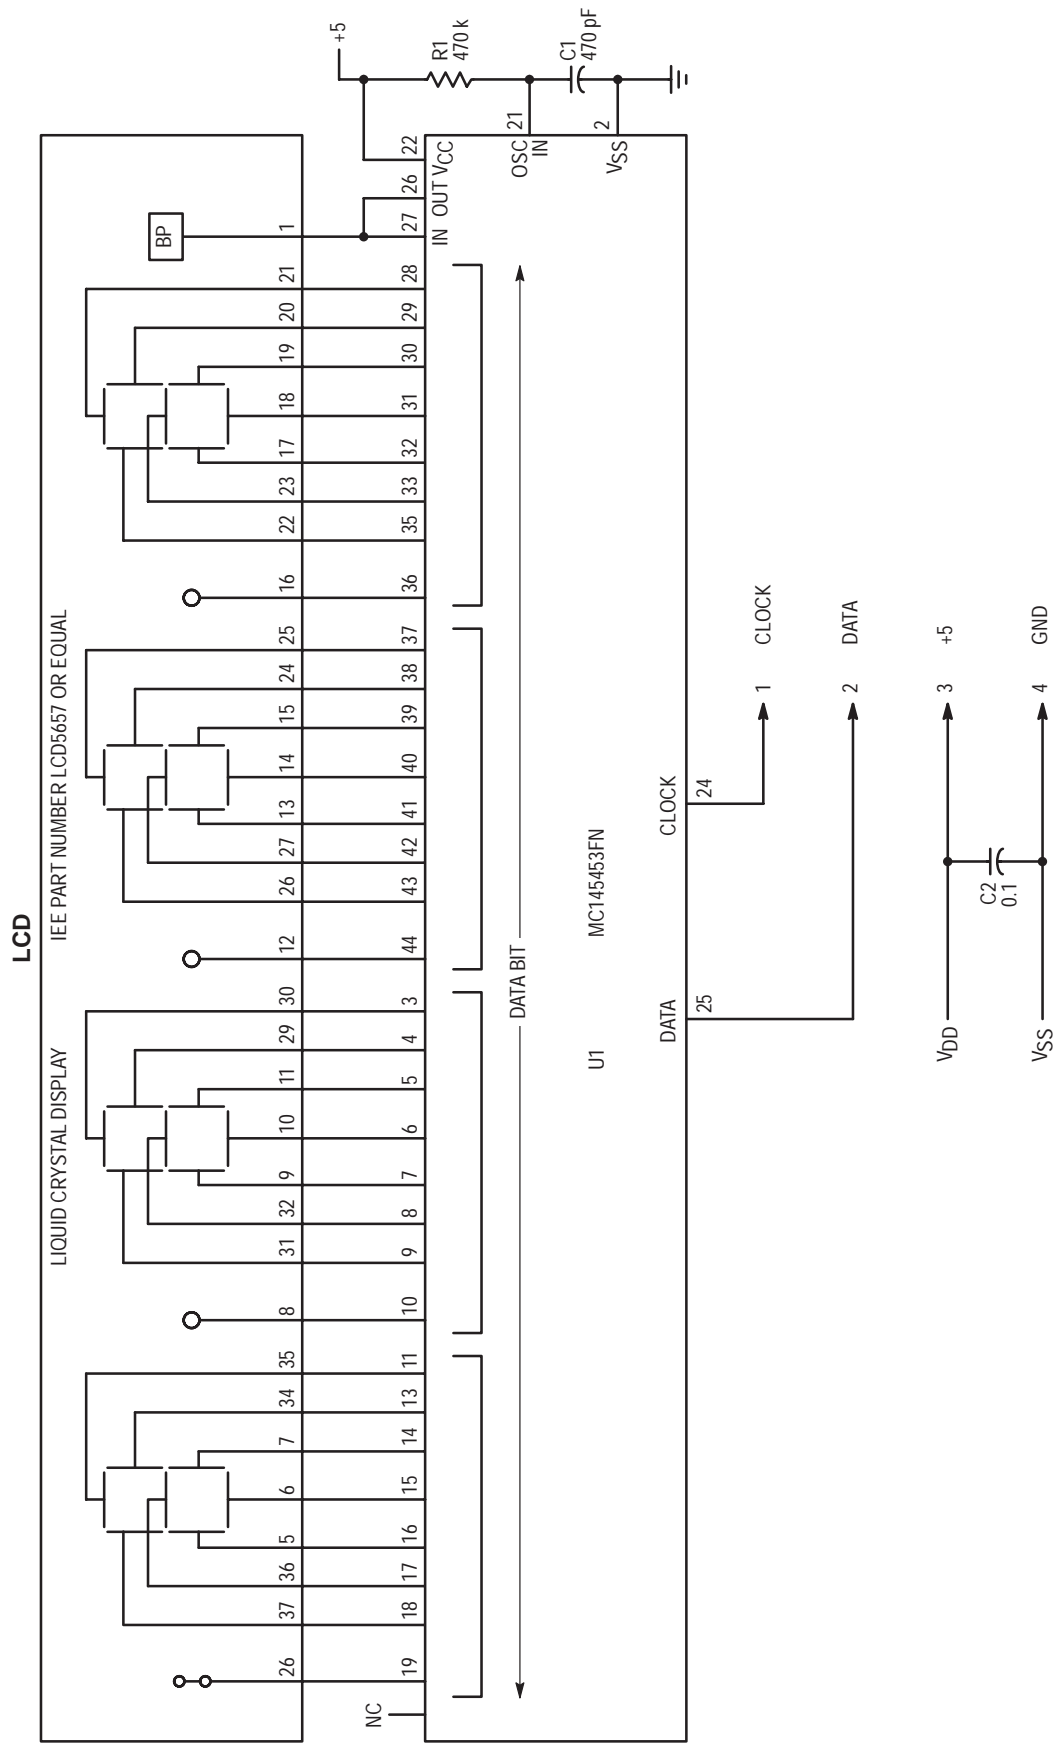 LCD
LIQUID CRYSTAL DISPLAY
IEE PART NUMBER LCD5657 OR EQUAL
BP
26 37 36 5 6 7 34 35 8 31 32 9 10 11 29 30 12 26 27 13 14 15 24 25 16 22 23 17 18 19 20 21 1
+5
NC
19 18 17 16 15 14 13 11 10 9 8 7 6 5 4 3 44 43 42 41 40 39 38 37 36 35 33 32 31 30 29 28 27 26 22
IN OUT VCC
R1
470 k
C1
470 pF
21
OSC
IN
2
VSS
DATA BIT
U1
MC145453FN
DATA
CLOCK
25
24
1 CLOCK
2 DATA
VDD
3 +5
C2
0.1
VSS
4 GND